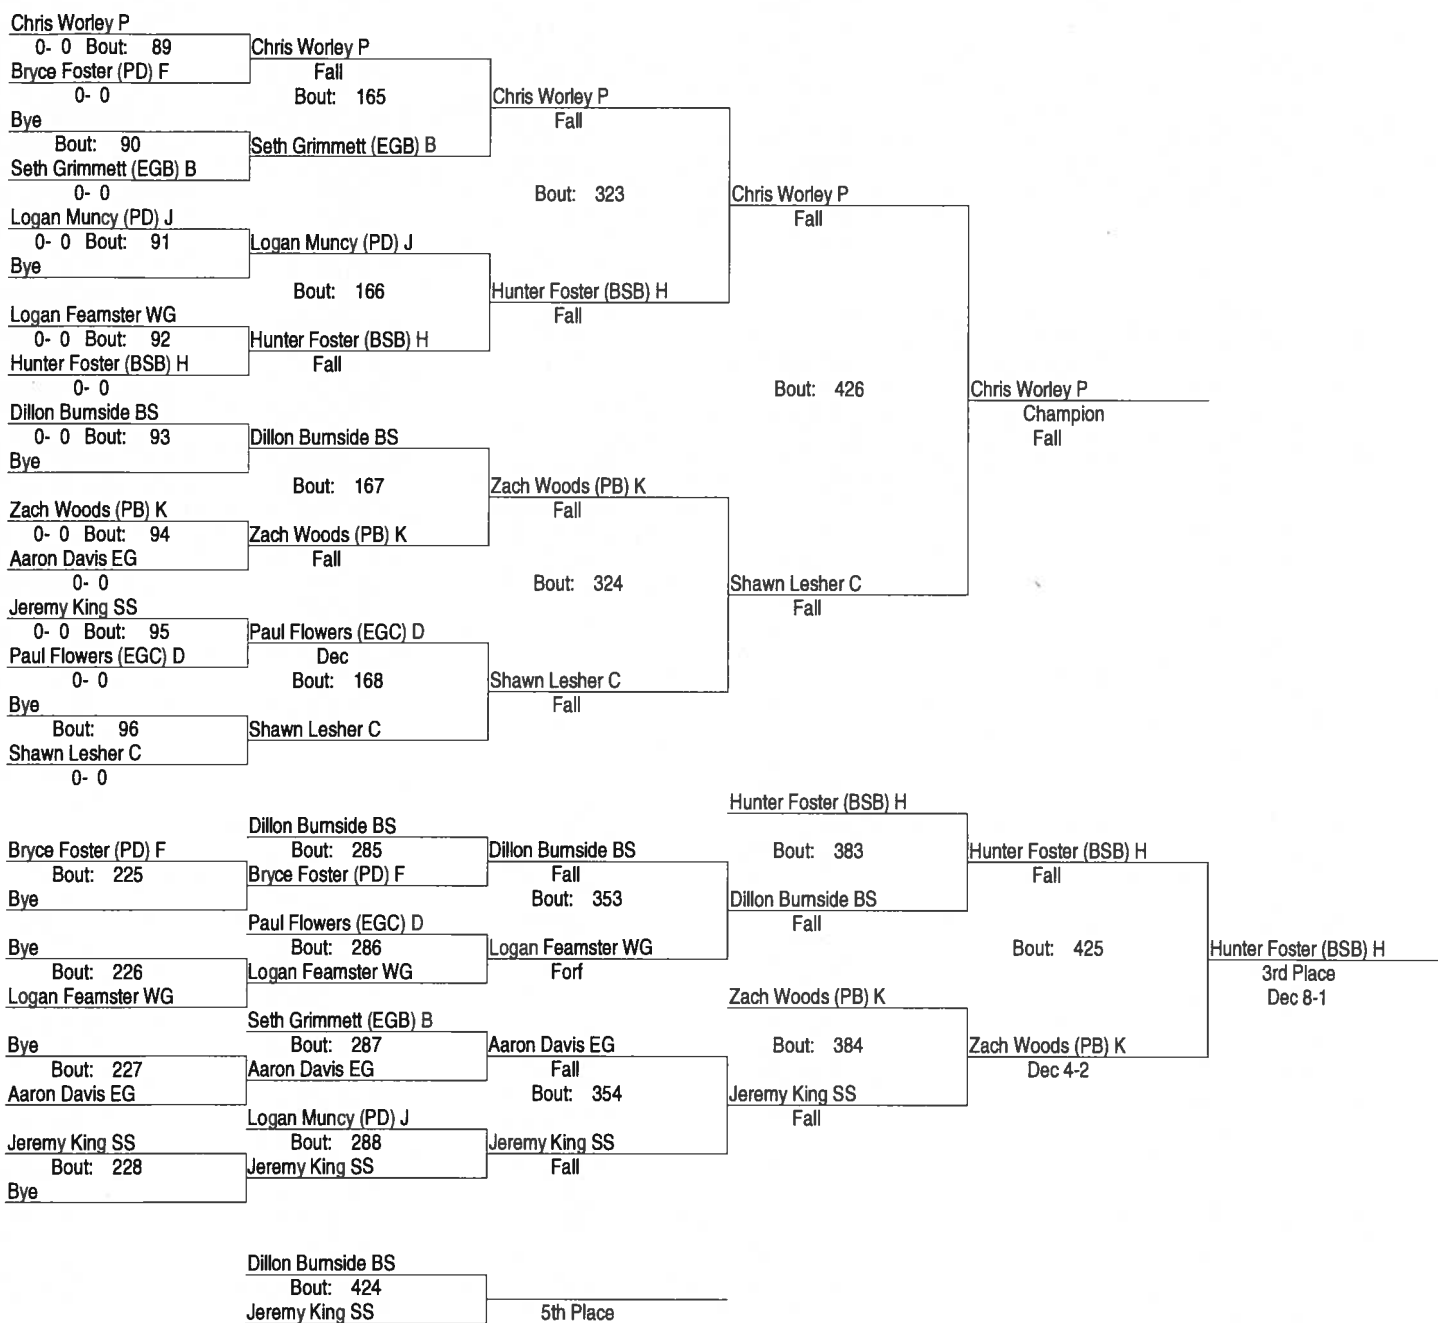 Chris Worley P
0- 0 Bout: 89
Bryce Foster (PD) F
0- 0
Bye
Bout: 90
Seth Grimmett (EGB) B
0- 0
Logan Muncy (PD) J
0- 0 Bout: 91
Bye
Logan Feamster WG
0- 0 Bout: 92
Hunter Foster (BSB) H
0- 0
Dillon Burnside BS
0- 0 Bout: 93
Bye
Zach Woods (PB) K
0- 0 Bout: 94
Aaron Davis EG
0- 0
Jeremy King SS
0- 0 Bout: 95
Paul Flowers (EGC) D
0- 0
Bye
Bout: 96
Shawn Lesher C
0- 0
Chris Worley P
Fall
Bout: 165
Seth Grimmett (EGB) B
Logan Muncy (PD) J
Bout: 166
Hunter Foster (BSB) H
Fall
Dillon Burnside BS
Bout: 167
Zach Woods (PB) K
Fall
Paul Flowers (EGC) D
Dec
Bout: 168
Shawn Lesher C
Chris Worley P
Fall
Bout: 323
Hunter Foster (BSB) H
Fall
Zach Woods (PB) K
Fall
Bout: 324
Shawn Lesher C
Fall
Chris Worley P
Fall
Bout: 426
Shawn Lesher C
Fall
Chris Worley P
Champion
Fall
Bryce Foster (PD) F
Bout: 225
Bye
Bye
Bout: 226
Logan Feamster WG
Bye
Bout: 227
Aaron Davis EG
Jeremy King SS
Bout: 228
Bye
Dillon Burnside BS
Bout: 285
Bryce Foster (PD) F
Paul Flowers (EGC) D
Bout: 286
Logan Feamster WG
Seth Grimmett (EGB) B
Bout: 287
Aaron Davis EG
Logan Muncy (PD) J
Bout: 288
Jeremy King SS
Dillon Burnside BS
Fall
Bout: 353
Logan Feamster WG
Forf
Aaron Davis EG
Fall
Bout: 354
Jeremy King SS
Fall
Hunter Foster (BSB) H
Bout: 383
Dillon Burnside BS
Fall
Zach Woods (PB) K
Bout: 384
Jeremy King SS
Fall
Hunter Foster (BSB) H
Fall
Bout: 425
Zach Woods (PB) K
Dec 4-2
Hunter Foster (BSB) H
3rd Place
Dec 8-1
Dillon Burnside BS
Bout: 424
Jeremy King SS
5th Place